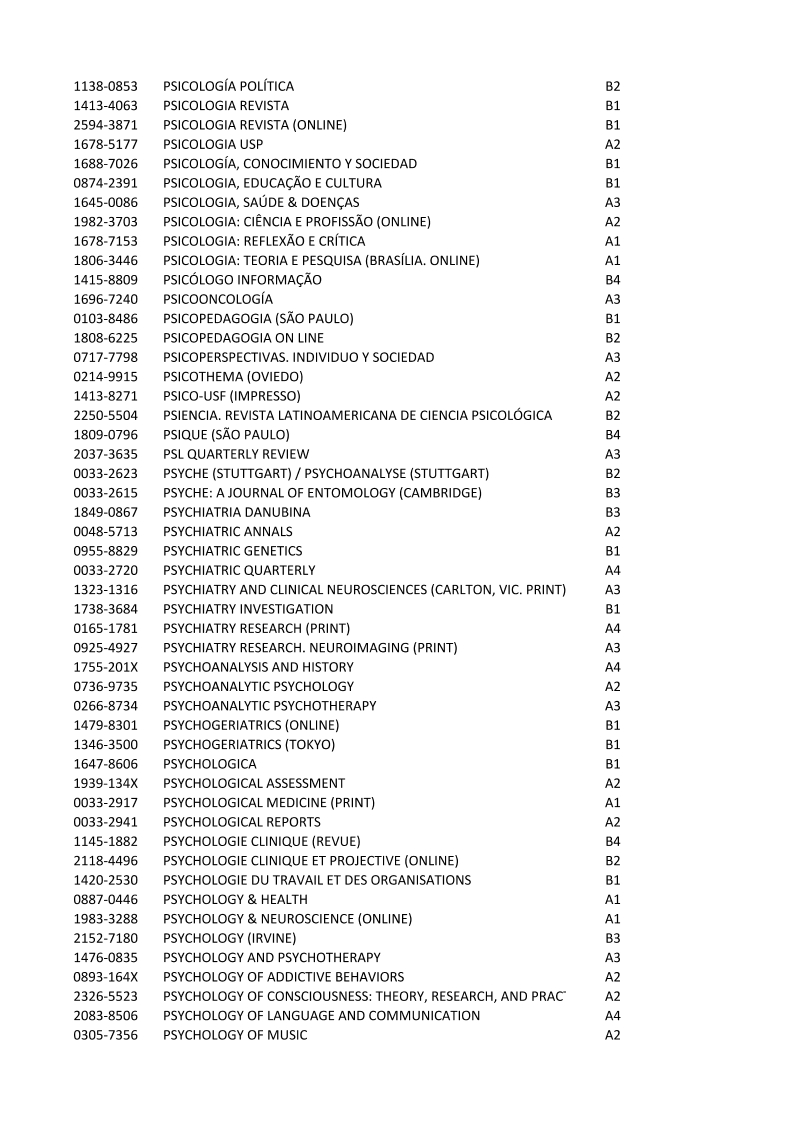 1138-0853 PSICOLOGÍA POLÍTICA B2
1413-4063 PSICOLOGIA REVISTA B1
2594-3871 PSICOLOGIA REVISTA (ONLINE) B1
1678-5177 PSICOLOGIA USP A2
1688-7026 PSICOLOGÍA, CONOCIMIENTO Y SOCIEDAD B1
0874-2391 PSICOLOGIA, EDUCAÇÃO E CULTURA B1
1645-0086 PSICOLOGIA, SAÚDE & DOENÇAS A3
1982-3703 PSICOLOGIA: CIÊNCIA E PROFISSÃO (ONLINE) A2
1678-7153 PSICOLOGIA: REFLEXÃO E CRÍTICA A1
1806-3446 PSICOLOGIA: TEORIA E PESQUISA (BRASÍLIA. ONLINE) A1
1415-8809 PSICÓLOGO INFORMAÇÃO B4
1696-7240 PSICOONCOLOGÍA A3
0103-8486 PSICOPEDAGOGIA (SÃO PAULO) B1
1808-6225 PSICOPEDAGOGIA ON LINE B2
0717-7798 PSICOPERSPECTIVAS. INDIVIDUO Y SOCIEDAD A3
0214-9915 PSICOTHEMA (OVIEDO) A2
1413-8271 PSICO-USF (IMPRESSO) A2
2250-5504 PSIENCIA. REVISTA LATINOAMERICANA DE CIENCIA PSICOLÓGICA B2
1809-0796 PSIQUE (SÃO PAULO) B4
2037-3635 PSL QUARTERLY REVIEW A3
0033-2623 PSYCHE (STUTTGART) / PSYCHOANALYSE (STUTTGART) B2
0033-2615 PSYCHE: A JOURNAL OF ENTOMOLOGY (CAMBRIDGE) B3
1849-0867 PSYCHIATRIA DANUBINA B3
0048-5713 PSYCHIATRIC ANNALS A2
0955-8829 PSYCHIATRIC GENETICS B1
0033-2720 PSYCHIATRIC QUARTERLY A4
1323-1316 PSYCHIATRY AND CLINICAL NEUROSCIENCES (CARLTON, VIC. PRINT) A3
1738-3684 PSYCHIATRY INVESTIGATION B1
0165-1781 PSYCHIATRY RESEARCH (PRINT) A4
0925-4927 PSYCHIATRY RESEARCH. NEUROIMAGING (PRINT) A3
1755-201X PSYCHOANALYSIS AND HISTORY A4
0736-9735 PSYCHOANALYTIC PSYCHOLOGY A2
0266-8734 PSYCHOANALYTIC PSYCHOTHERAPY A3
1479-8301 PSYCHOGERIATRICS (ONLINE) B1
1346-3500 PSYCHOGERIATRICS (TOKYO) B1
1647-8606 PSYCHOLOGICA B1
1939-134X PSYCHOLOGICAL ASSESSMENT A2
0033-2917 PSYCHOLOGICAL MEDICINE (PRINT) A1
0033-2941 PSYCHOLOGICAL REPORTS A2
1145-1882 PSYCHOLOGIE CLINIQUE (REVUE) B4
2118-4496 PSYCHOLOGIE CLINIQUE ET PROJECTIVE (ONLINE) B2
1420-2530 PSYCHOLOGIE DU TRAVAIL ET DES ORGANISATIONS B1
0887-0446 PSYCHOLOGY & HEALTH A1
1983-3288 PSYCHOLOGY & NEUROSCIENCE (ONLINE) A1
2152-7180 PSYCHOLOGY (IRVINE) B3
1476-0835 PSYCHOLOGY AND PSYCHOTHERAPY A3
0893-164X PSYCHOLOGY OF ADDICTIVE BEHAVIORS A2
2326-5523 PSYCHOLOGY OF CONSCIOUSNESS: THEORY, RESEARCH, AND PRAC A2
2083-8506 PSYCHOLOGY OF LANGUAGE AND COMMUNICATION A4
0305-7356 PSYCHOLOGY OF MUSIC A2